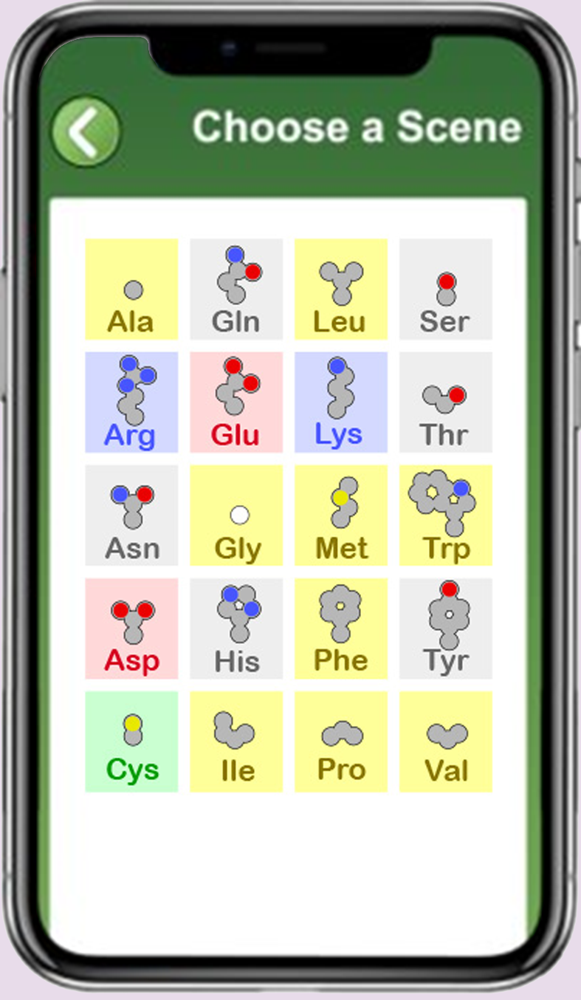 Choose a Scene
Ala Gln Leu Ser
Arg Glu Lys Thr
Asn Gly Met Trp
Asp His Phe Tyr
Cys Ile Pro Val